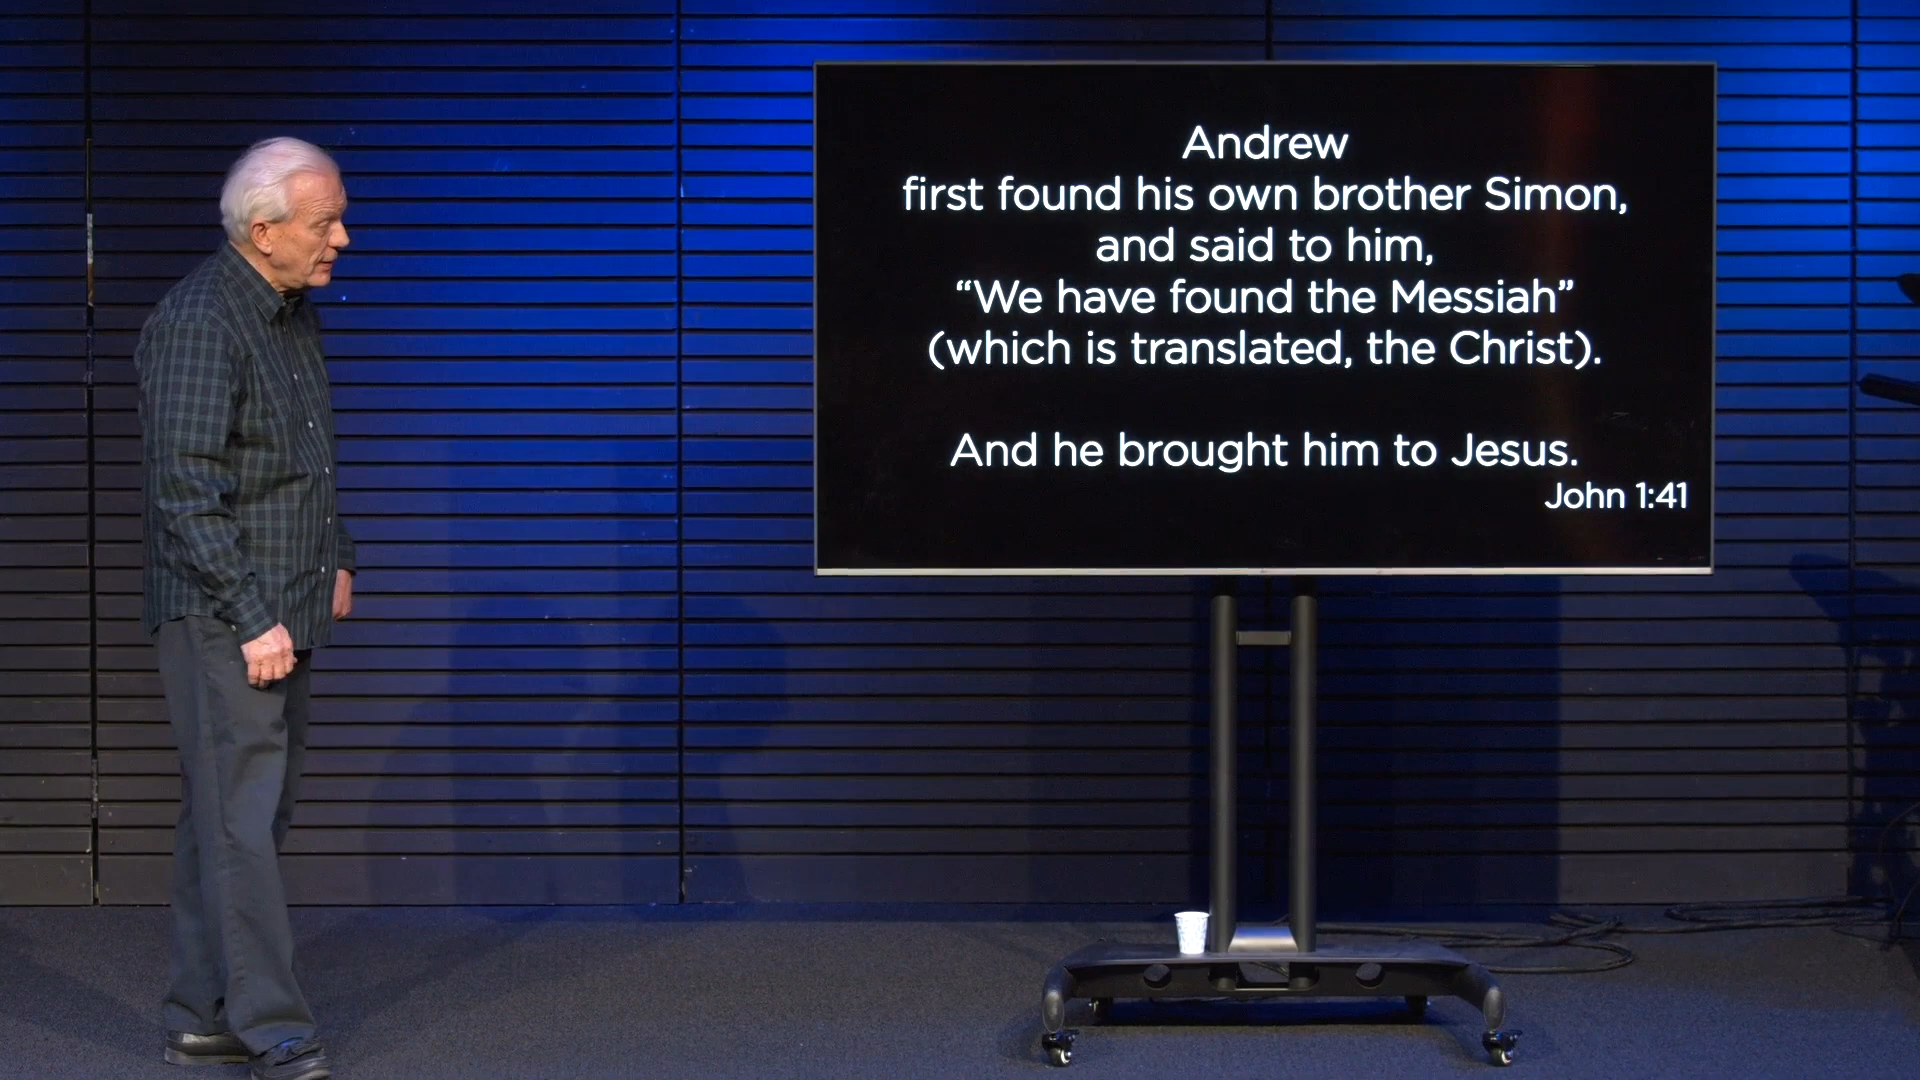 Andrew
first found his own brother Simon,
and said to him,
“We have found the Messiah”
(which is translated, the Christ).
And he brought him to Jesus.
John 1:41